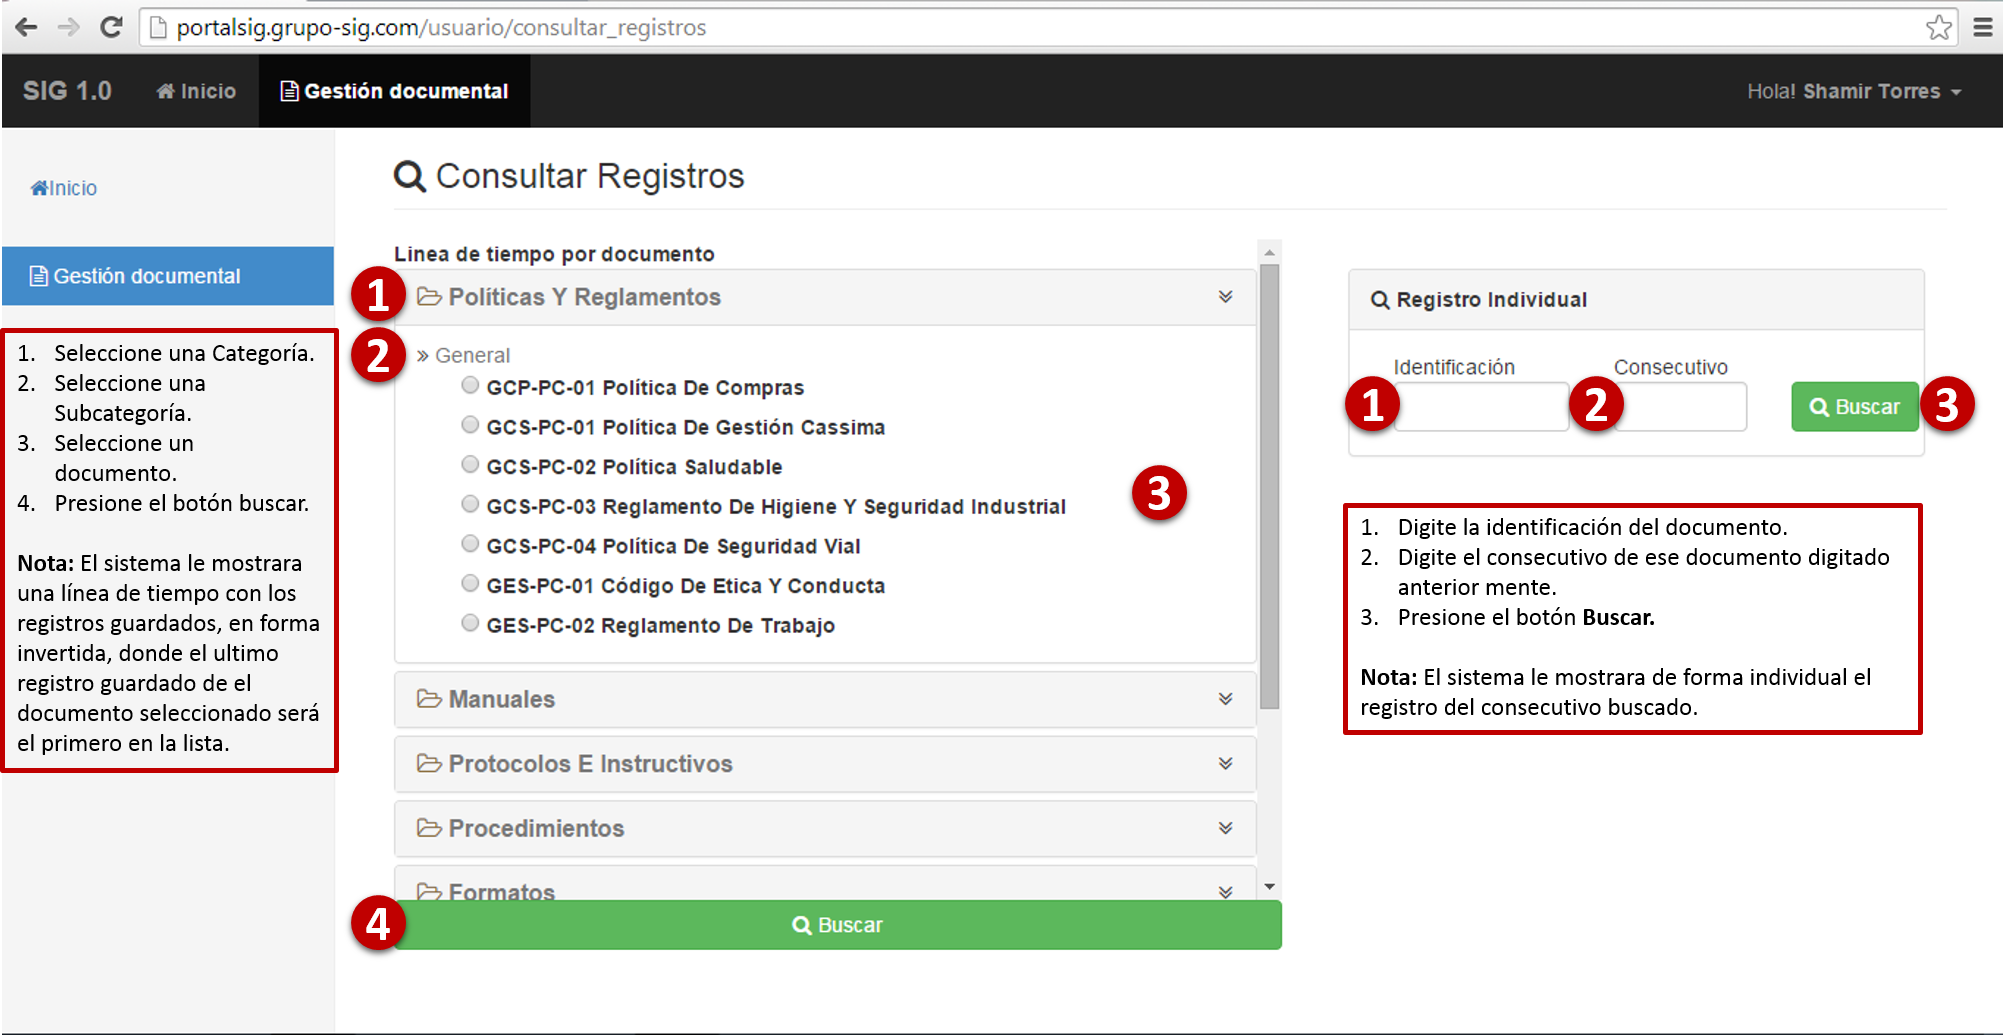 portalsig.grupo-sig.com/usuario/consultar_registros
SIG 1.0 Inicio Gestión documental Hola! Shamir Torres
Inicio
Gestión documental
1. Seleccione una Categoría.
2. Seleccione una
Subcategoría.
3. Seleccione un
documento.
4. Presione el botón buscar.
Nota: El sistema le mostrara
una línea de tiempo con los
registros guardados, en forma
invertida, donde el ultimo
registro guardado de el
documento seleccionado será
el primero en la lista.
Consultar Registros
Linea de tiempo por documento
1 Políticas Y Reglamentos
2 » General
GCP-PC-01 Política De Compras
GCS-PC-01 Política De Gestión Cassima
GCS-PC-02 Política Saludable
GCS-PC-03 Reglamento De Higiene Y Seguridad Industrial
3
GCS-PC-04 Política De Seguridad Vial
GES-PC-01 Código De Etica Y Conducta
GES-PC-02 Reglamento De Trabajo
Manuales
Protocolos E Instructivos
Procedimientos
Formatos
4 Buscar
Registro Individual
Identificación Consecutivo
1 2 Buscar 3
1. Digite la identificación del documento.
2. Digite el consecutivo de ese documento digitado
anterior mente.
3. Presione el botón Buscar.
Nota: El sistema le mostrara de forma individual el
registro del consecutivo buscado.